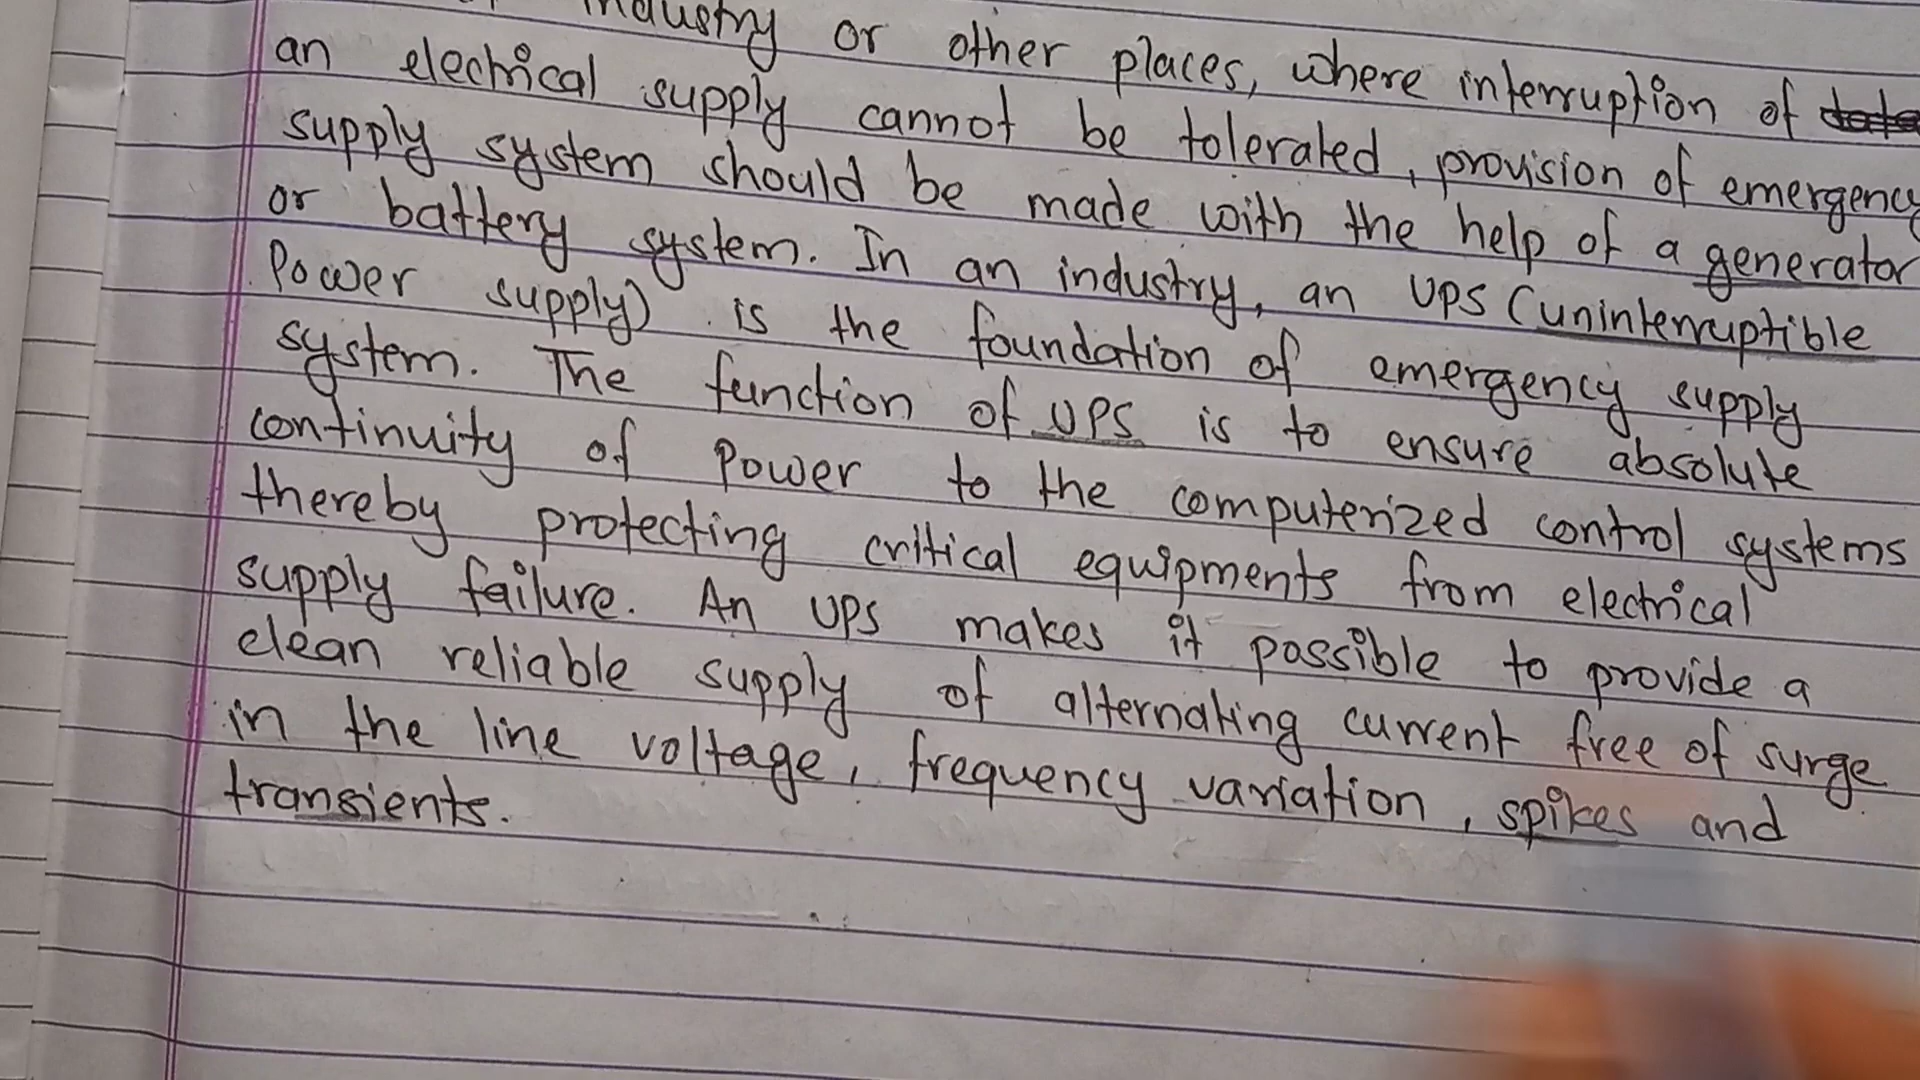 industry or other places, where interruption of
an electrical supply cannot be tolerated, provision of emergency
supply system should be made with the help of a generator
or battery system. In an industry, an UPS (uninterruptible
Power supply) is the foundation of emergency supply
system. The function of UPS is to ensure absolute
continuity of Power to the computerized control systems
thereby protecting critical equipments from electrical
supply failure. An UPS makes it possible to provide a
clean reliable supply of alternating current free of surge
in the line voltage, frequency variation, spikes and
transients.